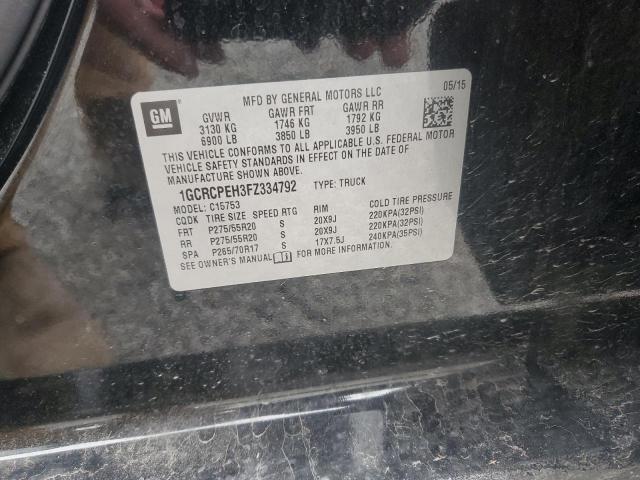 GM
MFD BY GENERAL MOTORS LLC 05/15
GVWR GAWR FRT GAWR RR
3130 KG 1746 KG 1792 KG
6900 LB 3850 LB 3950 LB
THIS VEHICLE CONFORMS TO ALL APPLICABLE U.S. FEDERAL MOTOR
VEHICLE SAFETY STANDARDS IN EFFECT ON THE DATE OF
MANUFACTURE SHOWN ABOVE.
1GCRCPEH3FZ334792 TYPE: TRUCK
MODEL: C15753
CQDK TIRE SIZE SPEED RTG RIM COLD TIRE PRESSURE
FRT P275/55R20 S 20X9J 220KPA(32PSI)
RR P275/55R20 S 20X9J 220KPA(32PSI)
SPA P265/70R17 S 17X7.5J 240KPA(35PSI)
SEE OWNER'S MANUAL FOR MORE INFORMATION.